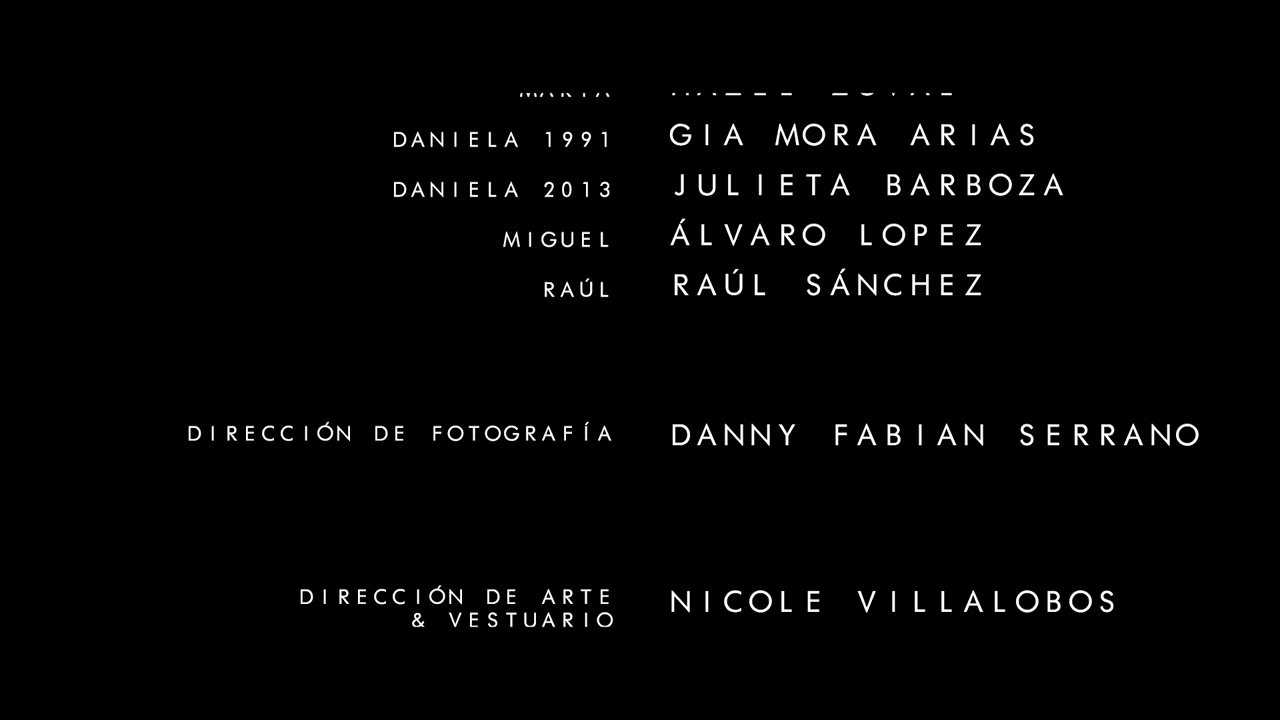 DANIELA 1991 GIA MORA ARIAS
DANIELA 2013 JULIETA BARBOZA
MIGUEL ÁLVARO LOPEZ
RAÚL RAÚL SÁNCHEZ
DIRECCIÓN DE FOTOGRAFÍA DANNY FABIAN SERRANO
DIRECCIÓN DE ARTE NICOLE VILLALOBOS
& VESTUARIO